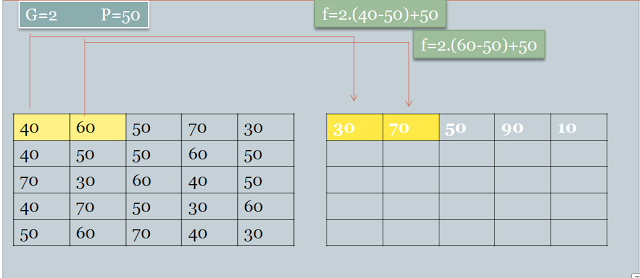 G=2 P=50
f=2.(40-50)+50
f=2.(60-50)+50
40 60 50 70 30
30 70 50 90 10
40 50 50 60 50
70 30 60 40 50
40 70 50 30 60
50 60 70 40 30